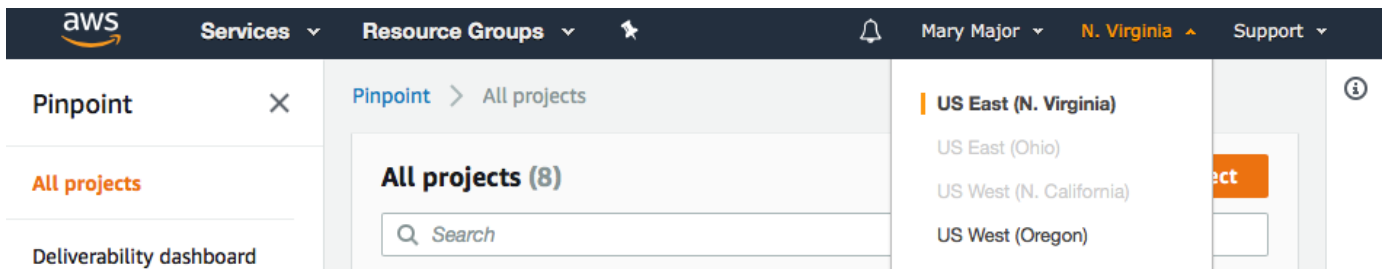 aws Services Resource Groups Mary Major N. Virginia Support
Pinpoint
Pinpoint > All projects
US East (N. Virginia)
US East (Ohio)
All projects
All projects (8)
US West (N. California)
Search
US West (Oregon)
Deliverability dashboard